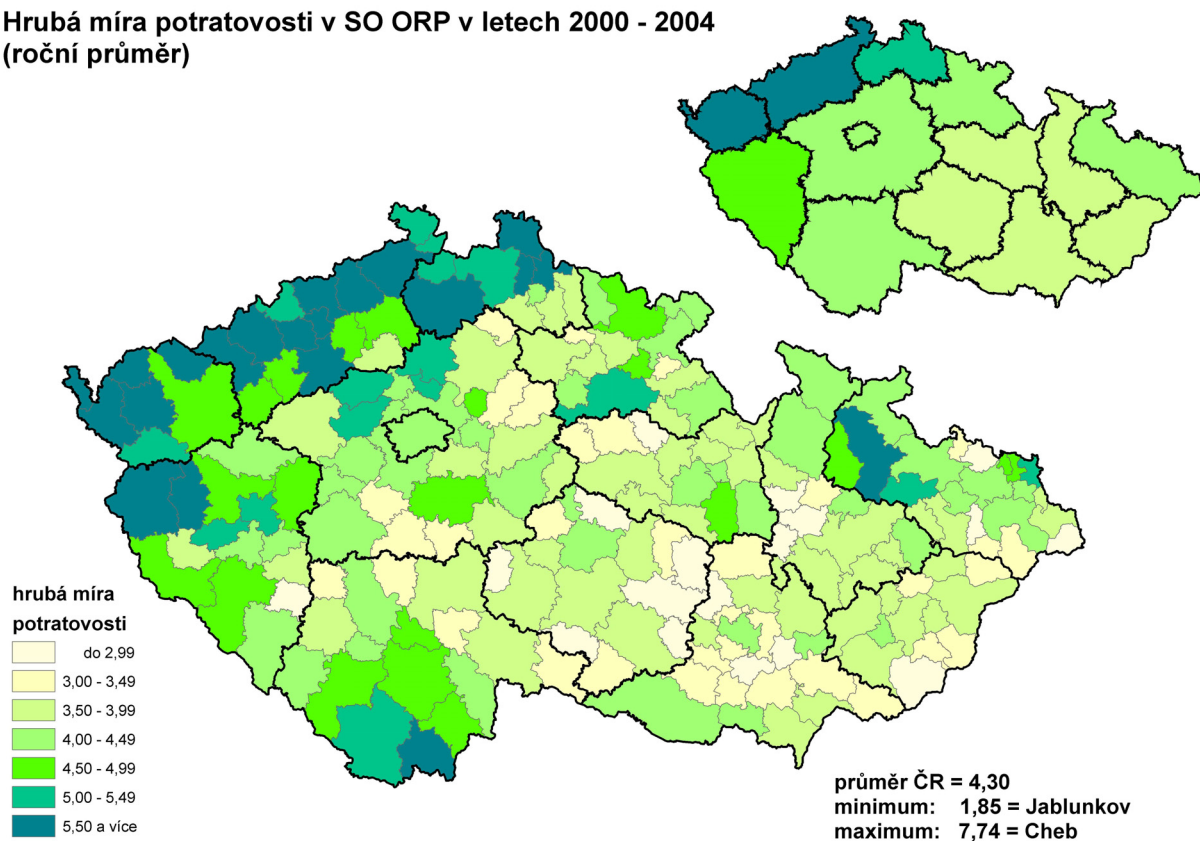 Hrubá míra potratovosti v SO ORP v letech 2000 - 2004
(roční průměr)
hrubá míra
potratovosti
do 2,99
3,00 - 3,49
3,50 - 3,99
4,00 - 4,49
4,50 - 4,99
5,00 - 5,49
5,50 a více
průměr ČR = 4,30
minimum: 1,85 = Jablunkov
maximum: 7,74 = Cheb